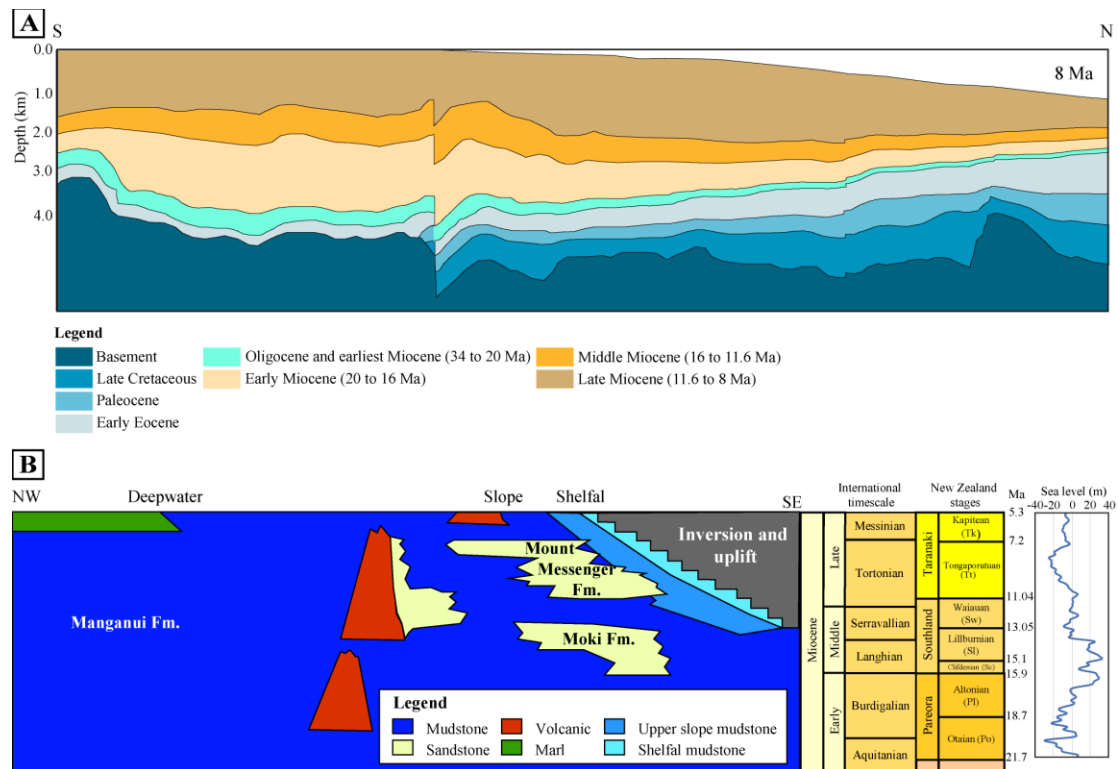 A
S
N
0.0
1.0
2.0
3.0
4.0
Depth (km)
8 Ma
Legend
Basement
Late Cretaceous
Paleocene
Early Eocene
Oligocene and earliest Miocene (34 to 20 Ma)
Early Miocene (20 to 16 Ma)
Middle Miocene (16 to 11.6 Ma)
Late Miocene (11.6 to 8 Ma)
B
NW
Deepwater
Slope
Shelfal
SE
Manganui Fm.
Mount
Messenger
Fm.
Moki Fm.
Inversion and
uplift
Legend
Mudstone
Sandstone
Volcanic
Marl
Upper slope mudstone
Shelfal mudstone
International
timescale
New Zealand
stages
Ma
Sea level (m)
-40 -20 0 20 40
Miocene
Late
Middle
Early
Messinian
Tortonian
Serravallian
Langhian
Burdigalian
Aquitanian
Taranaki
Southland
Pareora
Kapitean
(Tk)
Tongaporutuan
(Tt)
Waiauan
(Sw)
Lillburnian
(Sl)
Clifdenian (Sc)
Altonian
(Pl)
Otaian (Po)
5.3
7.2
11.04
13.05
15.1
15.9
18.7
21.7